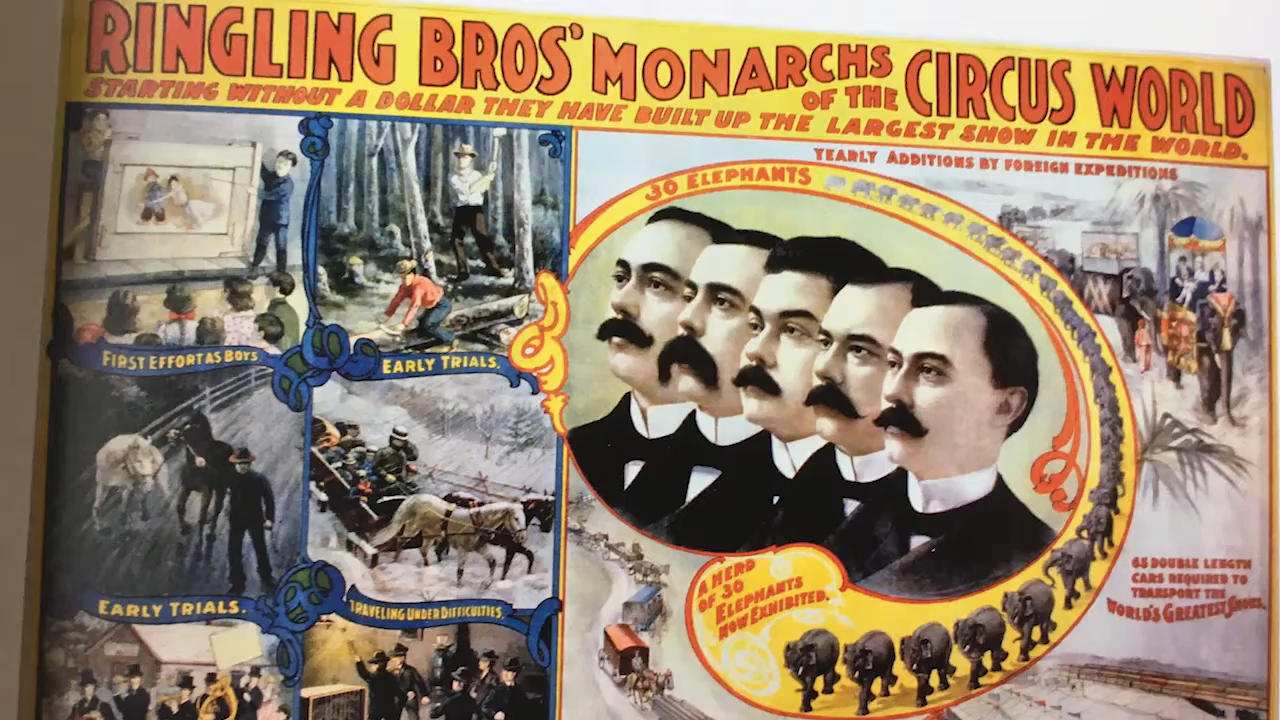 RINGLING BROS' MONARCHS OF THE CIRCUS WORLD
STARTING WITHOUT A DOLLAR THEY HAVE BUILT UP THE LARGEST SHOW IN THE WORLD.
YEARLY ADDITIONS BY FOREIGN EXPEDITIONS
30 ELEPHANTS
FIRST EFFORT AS BOYS
EARLY TRIALS.
EARLY TRIALS.
TRAVELING UNDER DIFFICULTIES.
A HERD
OF 30
ELEPHANTS
NOW EXHIBITED.
65 DOUBLE LENGTH
CARS REQUIRED TO
TRANSPORT THE
WORLD'S GREATEST SHOWS.